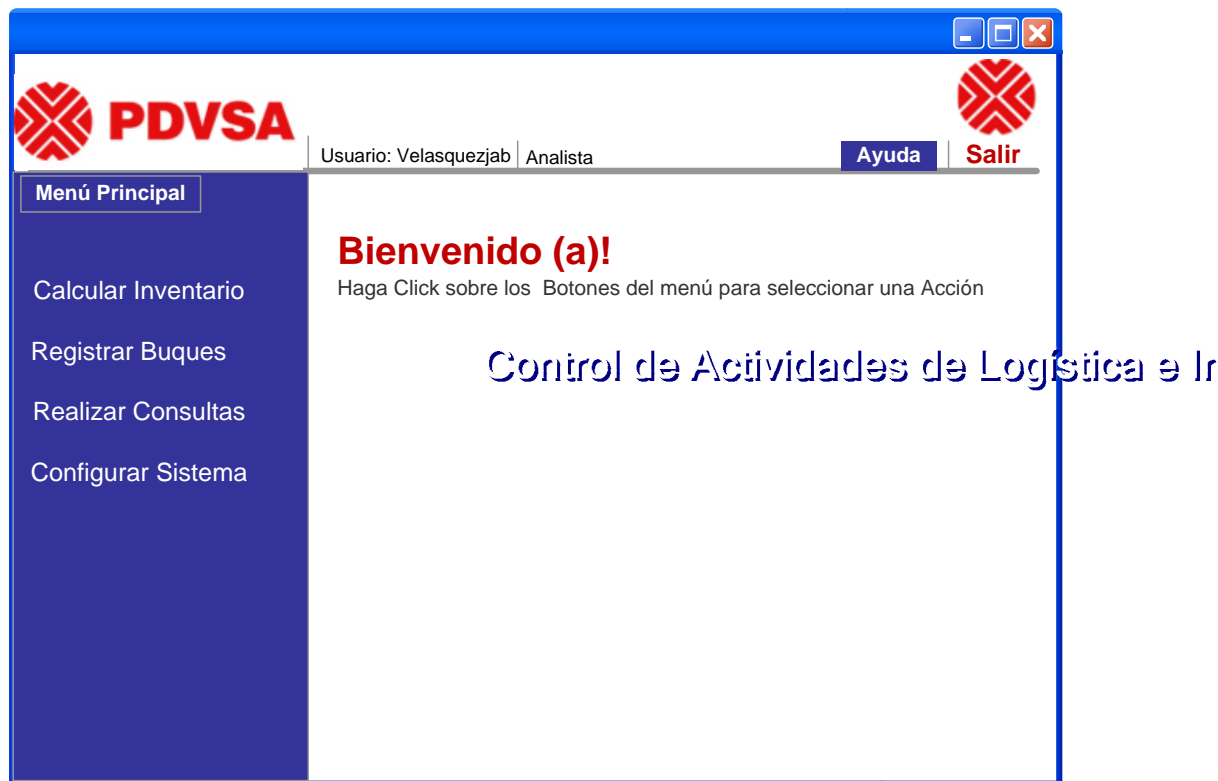 PDVSA
Usuario: Velasquezjab Analista Ayuda Salir
Menú Principal
Bienvenido (a)!
Haga Click sobre los Botones del menú para seleccionar una Acción
Calcular Inventario
Registrar Buques
Control de Actividades de Logística e
Realizar Consultas
Configurar Sistema